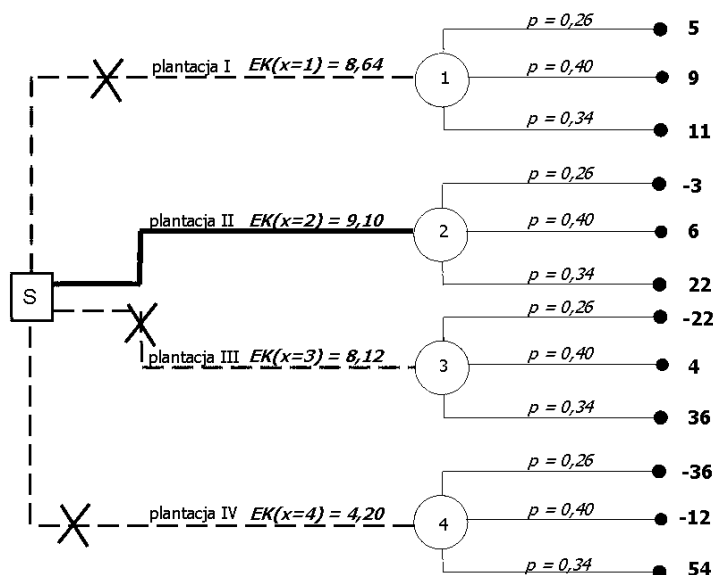 p = 0,26 5
plantacja I EK(x=1) = 8,64 1 p = 0,40 9
p = 0,34 11
p = 0,26 -3
plantacja II EK(x=2) = 9,10 2 p = 0,40 6
p = 0,34 22
S
p = 0,26 -22
plantacja III EK(x=3) = 8,12 3 p = 0,40 4
p = 0,34 36
p = 0,26 -36
plantacja IV EK(x=4) = 4,20 4 p = 0,40 -12
p = 0,34 54